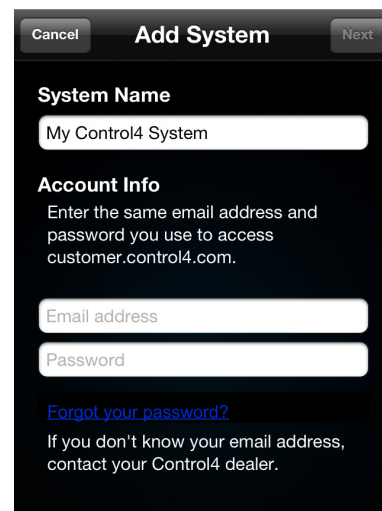 Cancel Add System Next
System Name
My Control4 System
Account Info
Enter the same email address and
password you use to access
customer.control4.com.
Email address
Password
Forgot your password?
If you don't know your email address,
contact your Control4 dealer.